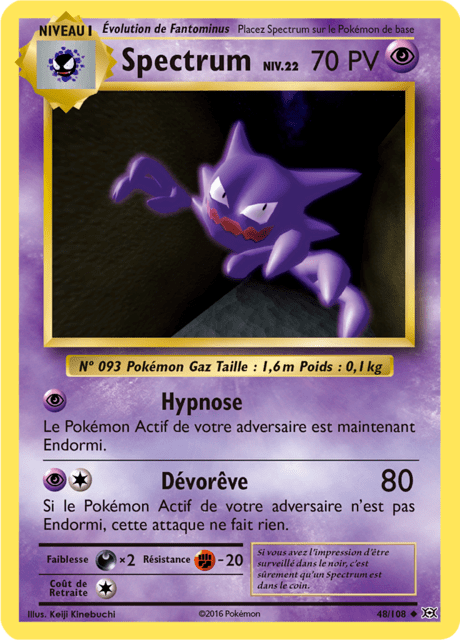 NIVEAU 1 Évolution de Fantominus Placez Spectrum sur le Pokémon de base
Spectrum NIV.22 70 PV
N° 093 Pokémon Gaz Taille : 1,6 m Poids : 0,1 kg
Hypnose
Le Pokémon Actif de votre adversaire est maintenant
Endormi.
Dévorêve 80
Si le Pokémon Actif de votre adversaire n'est pas
Endormi, cette attaque ne fait rien.
Faiblesse ×2 Résistance -20
Coût de
Retraite
Si vous avez l'impression d'être
surveillé dans le noir, c'est
sûrement qu'un Spectrum est
dans le coin.
Illus. Keiji Kinebuchi ©2016 Pokémon 48/108